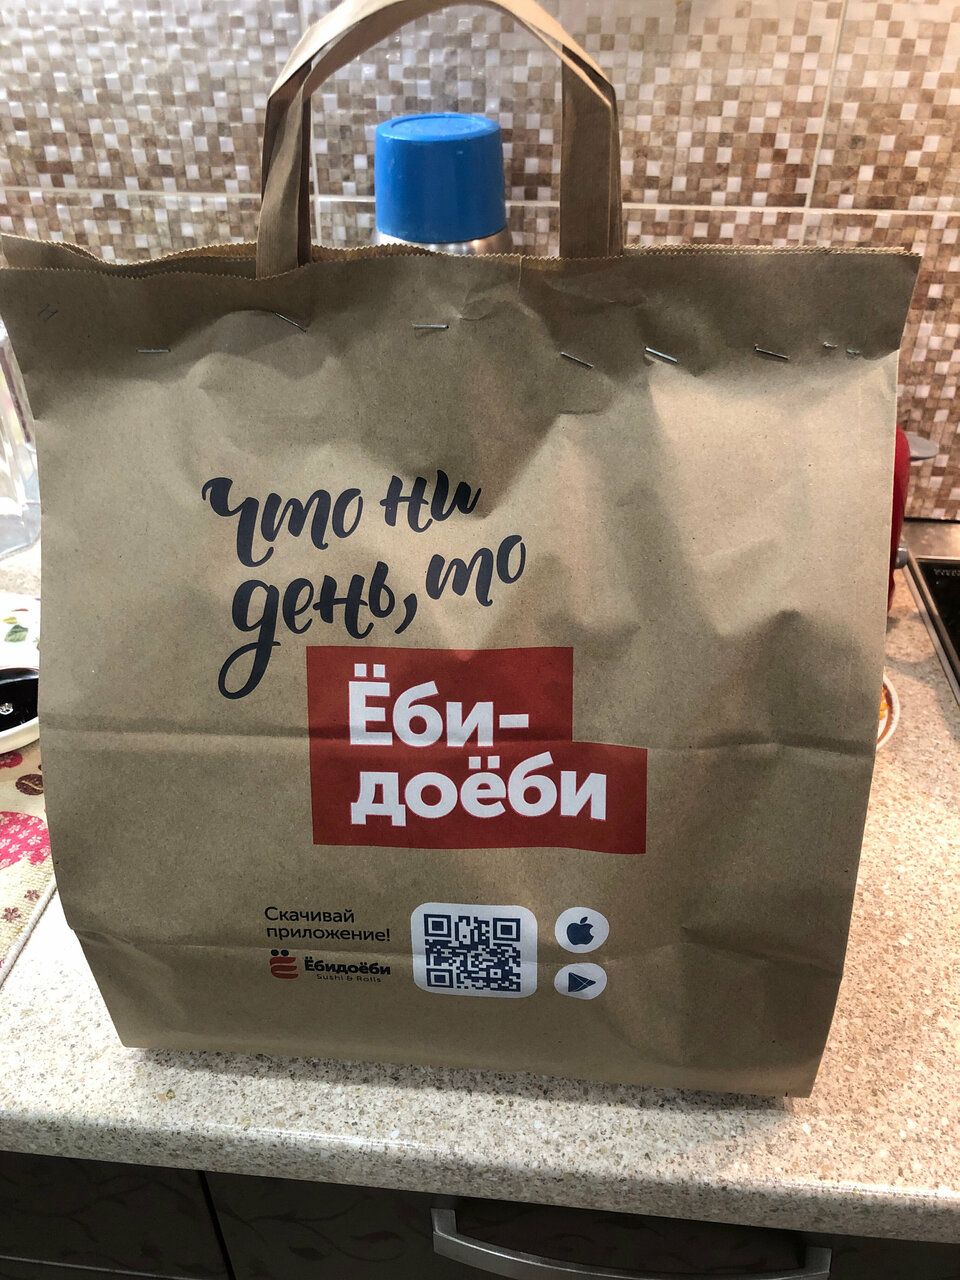 что ни
день, то
Ёби-
доёби
Скачивай
приложение!
Ёбидоёби
Sushi & Rolls